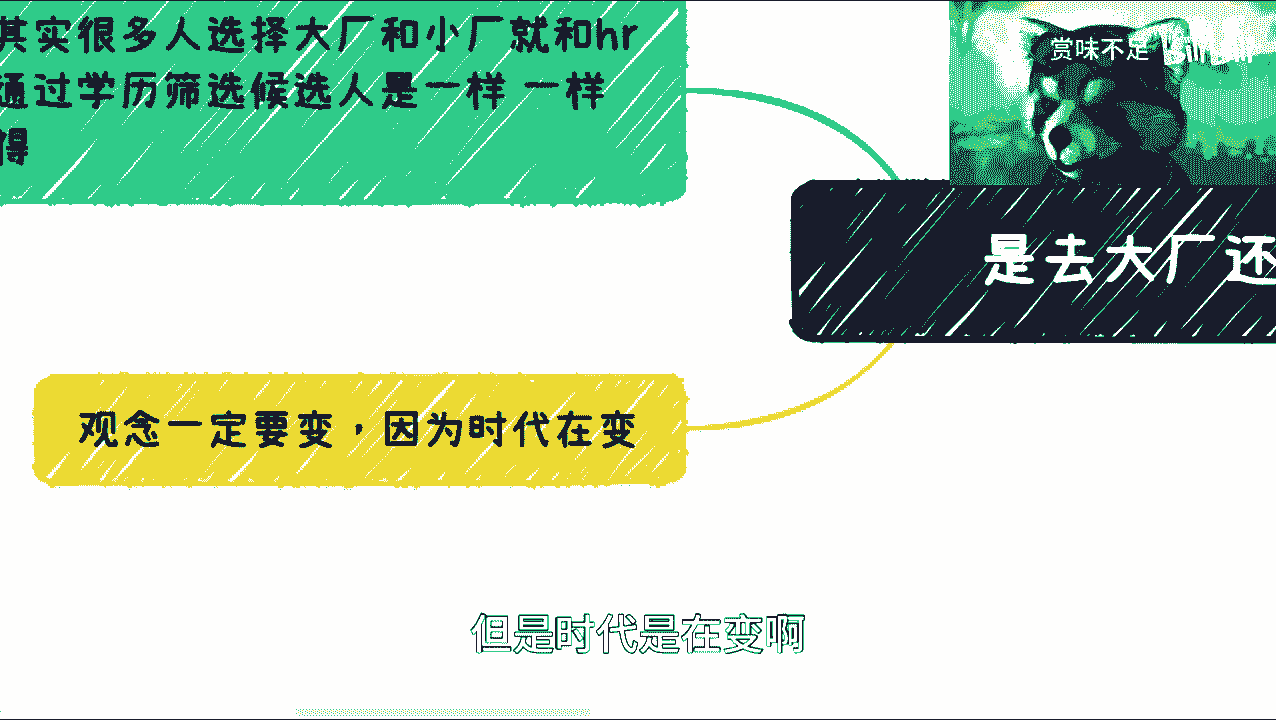 其实很多人选择大厂和小厂就和hr
通过学历筛选候选人是一样 一样
得
赏味不足 bilibili
是去大厂还
观念一定要变，因为时代在变
但是时代是在变啊